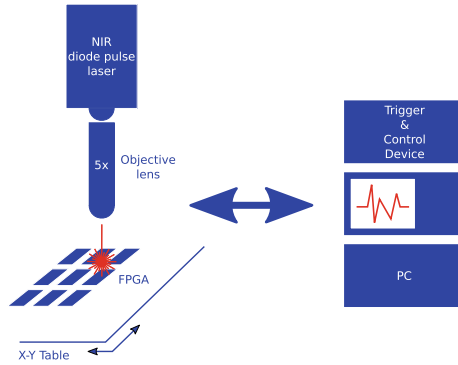 NIR
diode pulse
laser
5x
Objective
lens
FPGA
X-Y Table
Trigger
&
Control
Device
PC